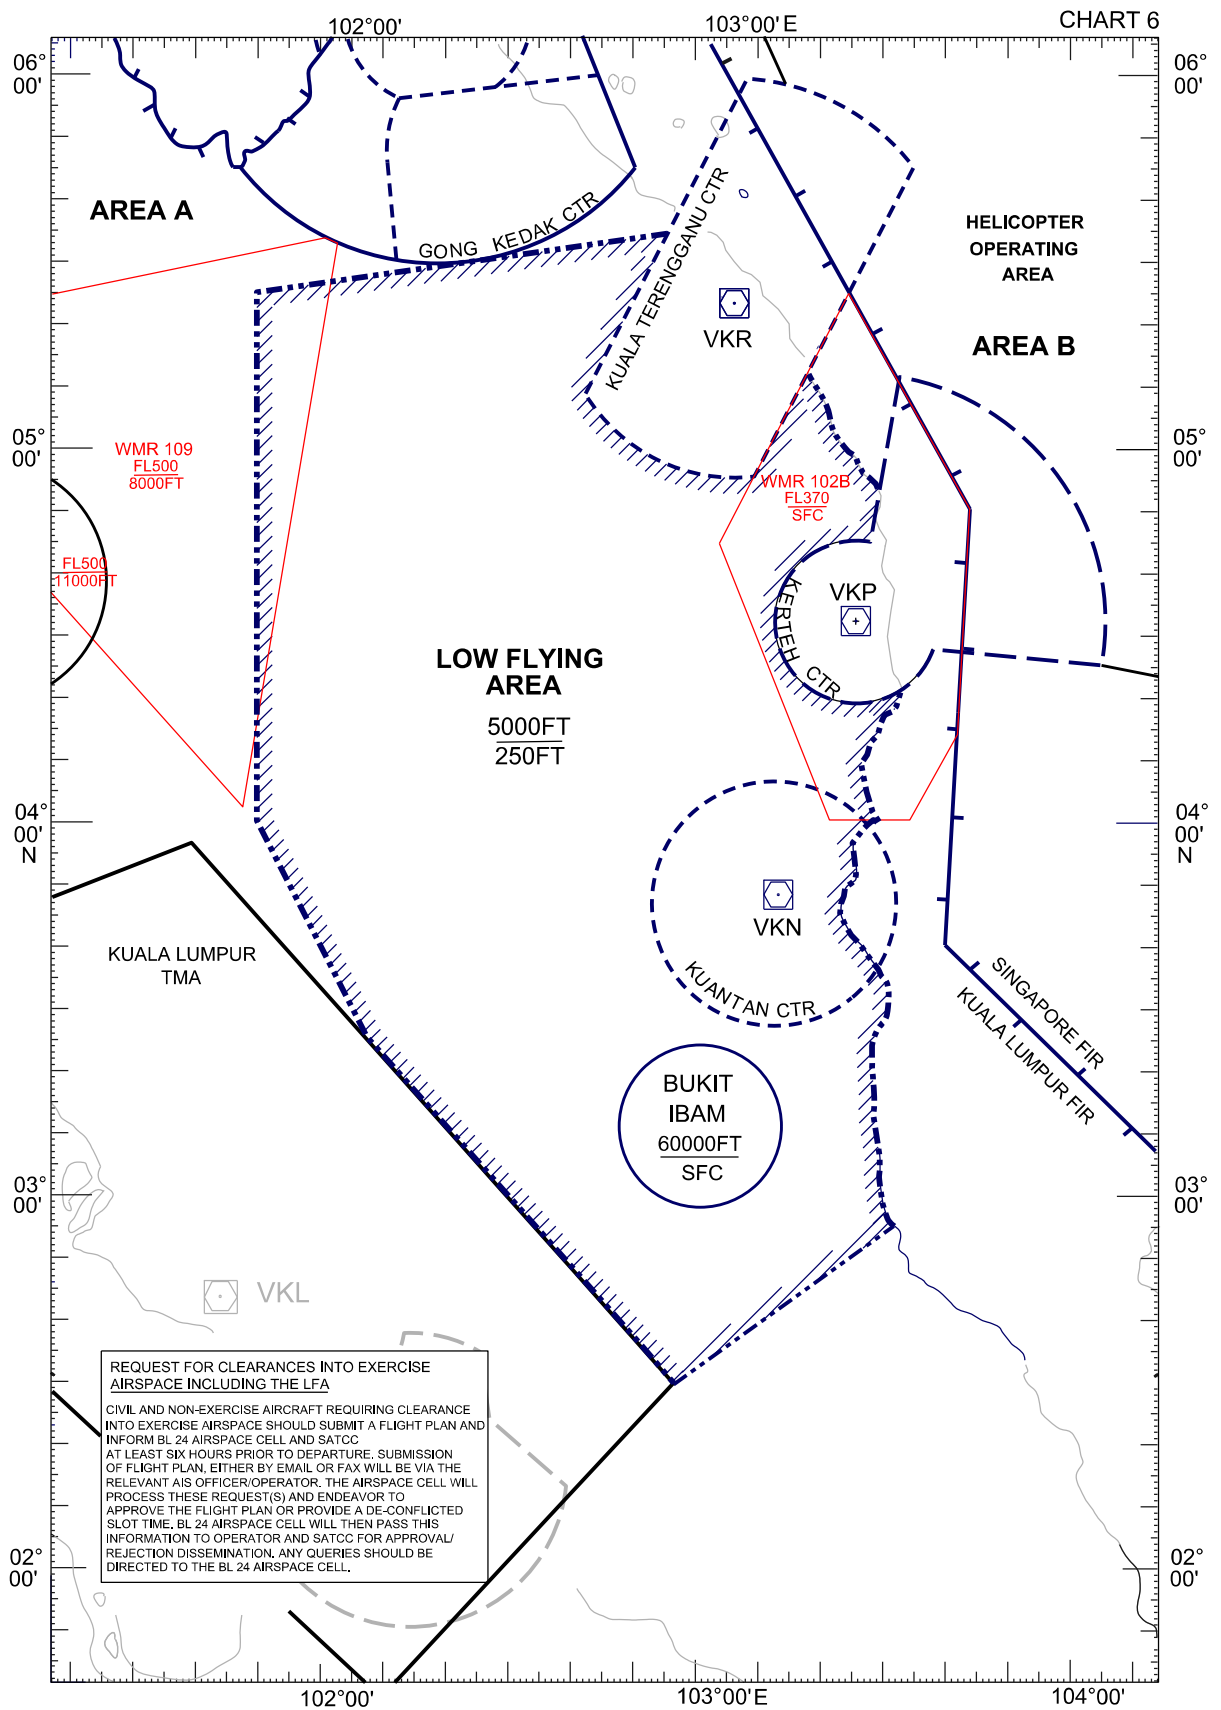 CHART 6
102°00'
103°00' E
06°
00'
06°
00'
AREA A
GONG KEDAK CTR
KUALA TERENGGANU CTR
HELICOPTER
OPERATING
AREA
AREA B
VKR
05°
00'
05°
00'
WMR 109
FL500
8000FT
WMR 102B
FL370
SFC
FL500
11000FT
VKP
KERTEH CTR
LOW FLYING
AREA
5000FT
250FT
04°
00'
N
04°
00'
N
VKN
KUANTAN CTR
KUALA LUMPUR
TMA
SINGAPORE FIR
KUALA LUMPUR FIR
BUKIT
IBAM
60000FT
SFC
03°
00'
03°
00'
VKL
REQUEST FOR CLEARANCES INTO EXERCISE
AIRSPACE INCLUDING THE LFA
CIVIL AND NON-EXERCISE AIRCRAFT REQUIRING CLEARANCE
INTO EXERCISE AIRSPACE SHOULD SUBMIT A FLIGHT PLAN AND
INFORM BL 24 AIRSPACE CELL AND SATCC
AT LEAST SIX HOURS PRIOR TO DEPARTURE. SUBMISSION
OF FLIGHT PLAN, EITHER BY EMAIL OR FAX WILL BE VIA THE
RELEVANT AIS OFFICER/OPERATOR. THE AIRSPACE CELL WILL
PROCESS THESE REQUEST(S) AND ENDEAVOR TO
APPROVE THE FLIGHT PLAN OR PROVIDE A DE-CONFLICTED
SLOT TIME. BL 24 AIRSPACE CELL WILL THEN PASS THIS
INFORMATION TO OPERATOR AND SATCC FOR APPROVAL/
REJECTION DISSEMINATION. ANY QUERIES SHOULD BE
DIRECTED TO THE BL 24 AIRSPACE CELL.
02°
00'
02°
00'
102°00'
103°00'E
104°00'